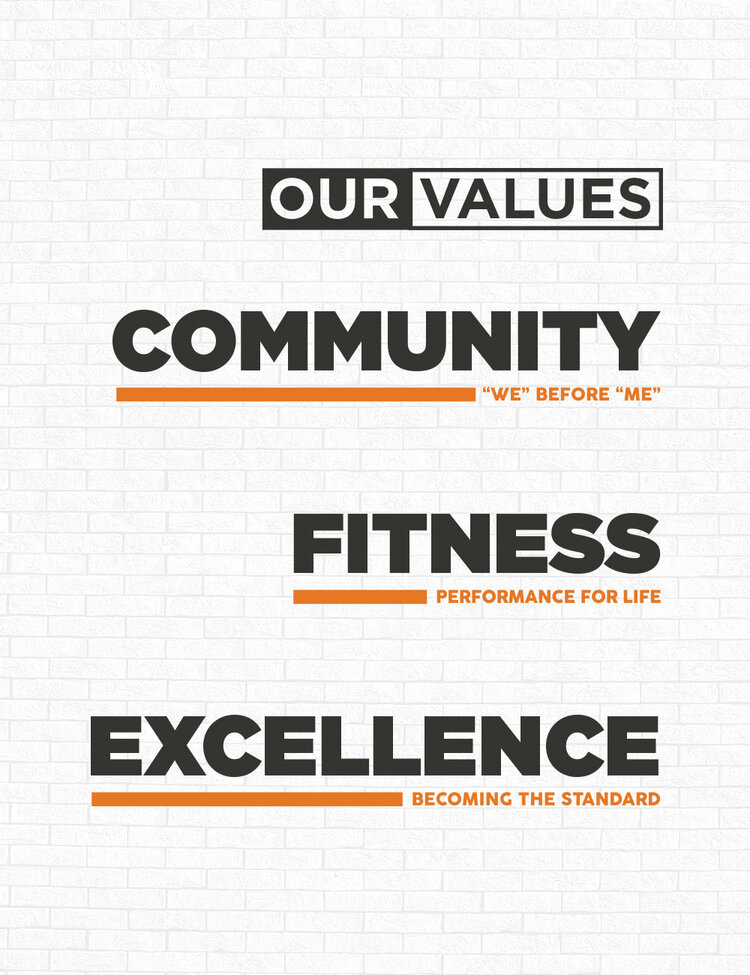 OUR VALUES
COMMUNITY
“WE” BEFORE “ME”
FITNESS
PERFORMANCE FOR LIFE
EXCELLENCE
BECOMING THE STANDARD